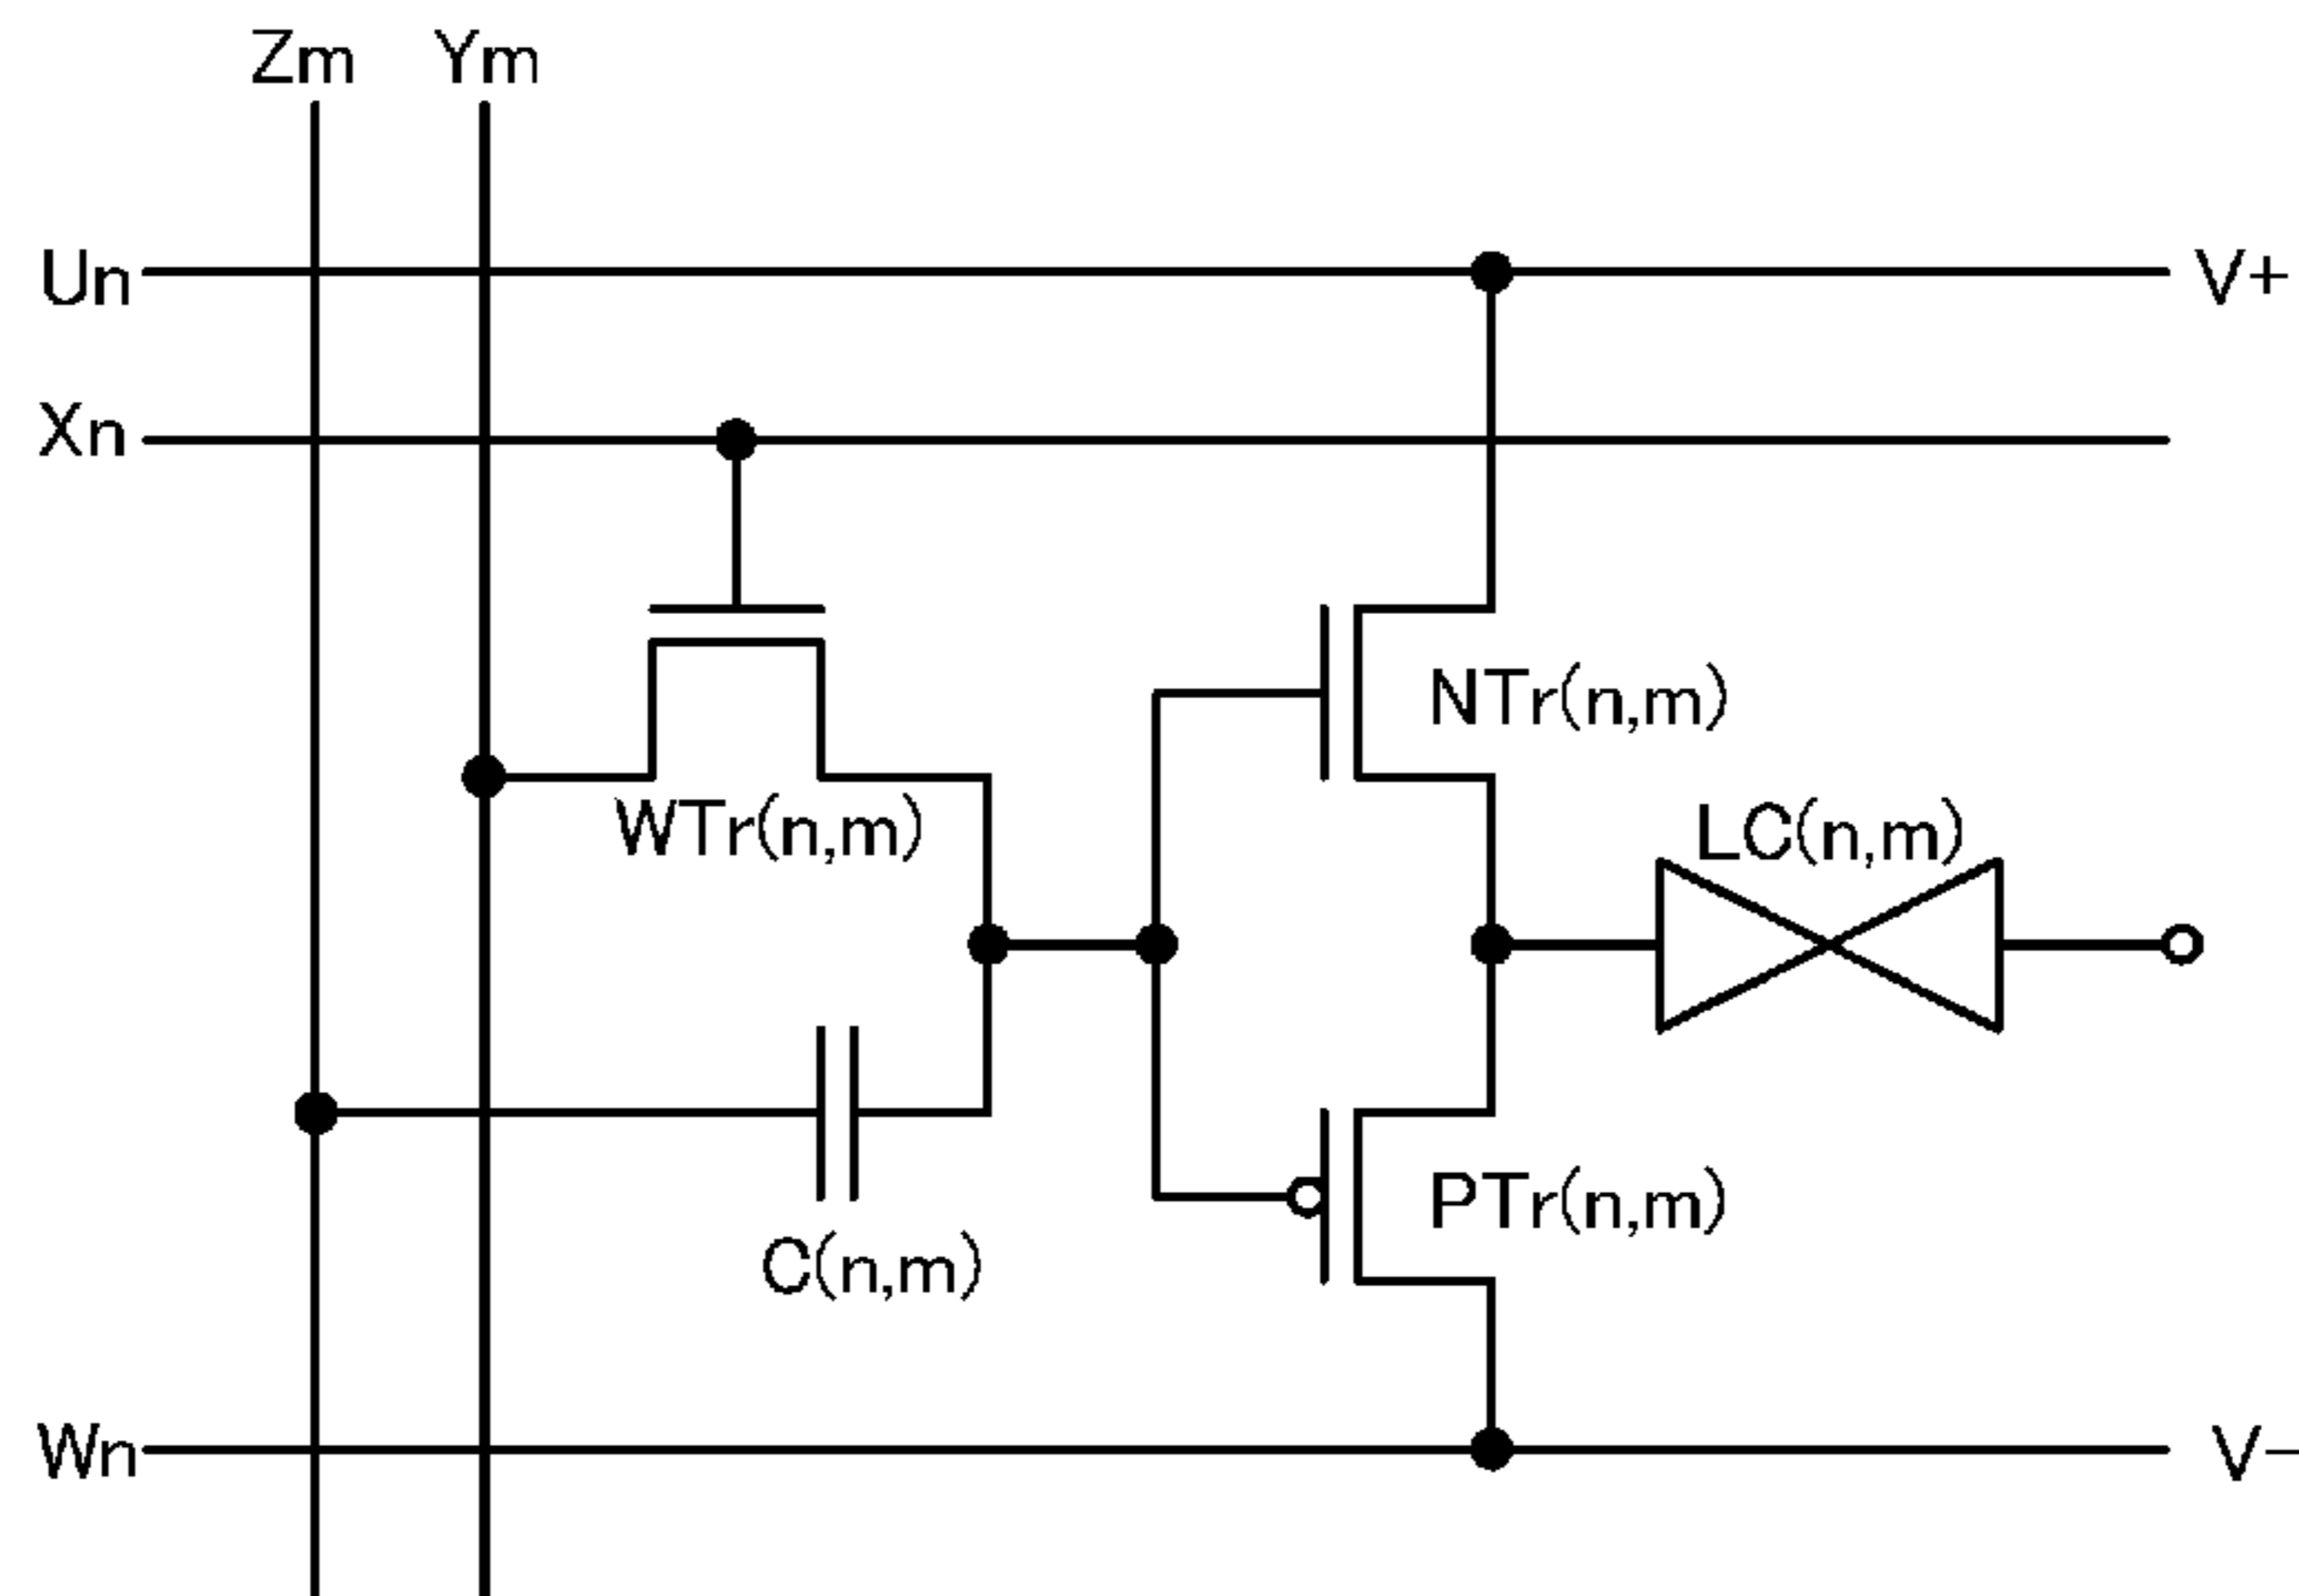 Zm Ym
Un V+
Xn
NTr(n,m)
WTr(n,m) LC(n,m)
PTr(n,m)
C(n,m)
Wn V−